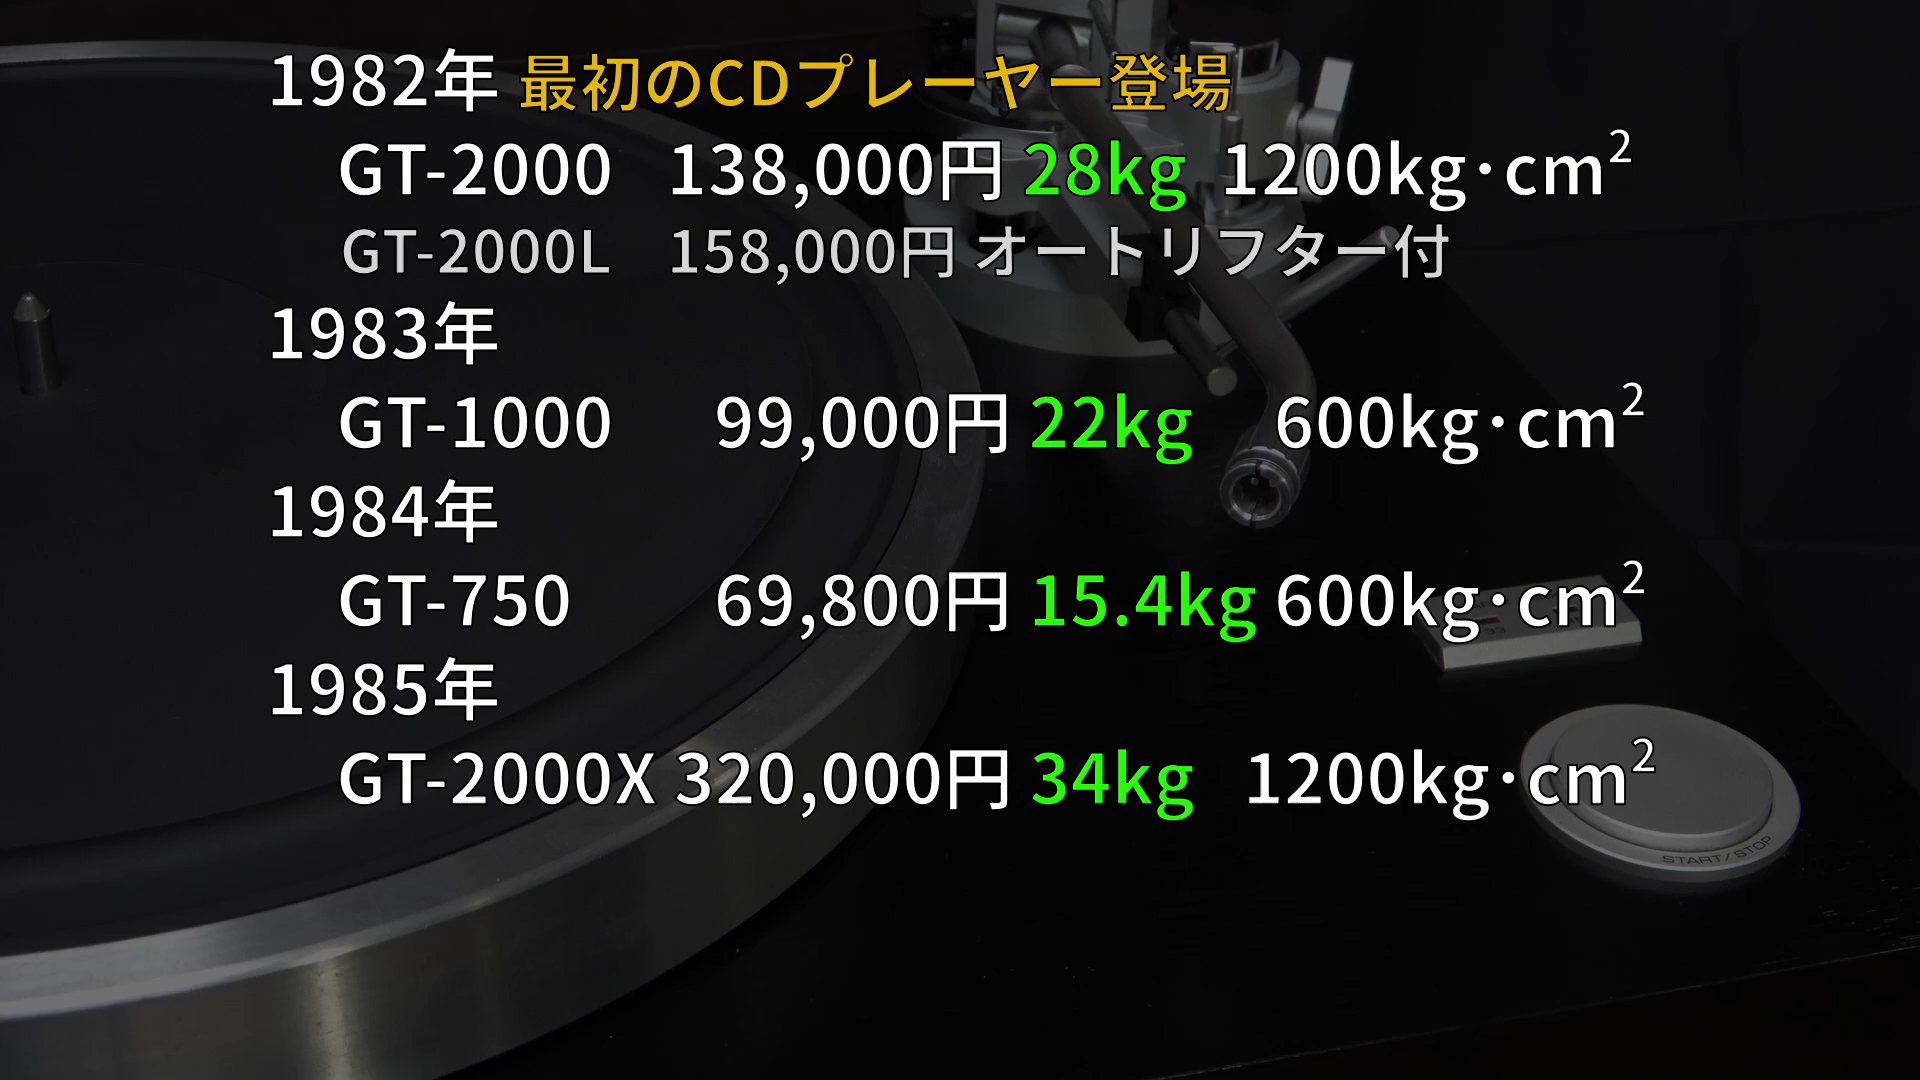 1982年 最初のCDプレーヤー登場
GT-2000 138,000円 28kg 1200kg·cm²
GT-2000L 158,000円 オートリフター付
1983年
GT-1000 99,000円 22kg 600kg·cm²
1984年
GT-750 69,800円 15.4kg 600kg·cm²
33
1985年
GT-2000X 320,000円 34kg 1200kg·cm²
START/STOP